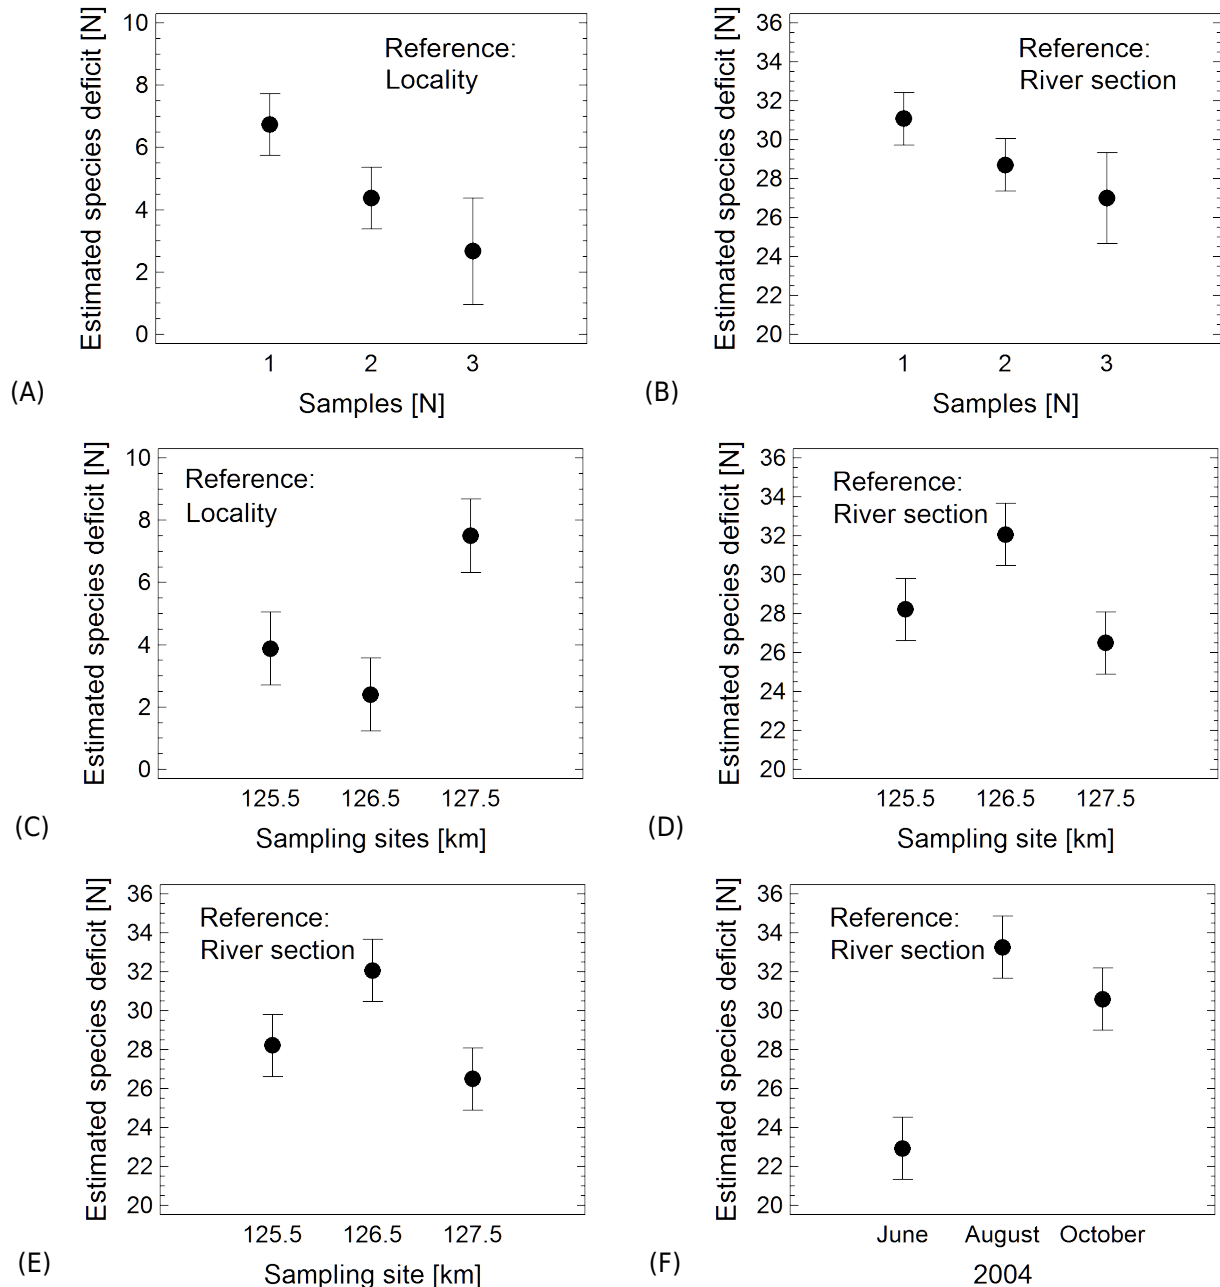 Estimated species deficit [N]
10
8
6
4
2
0
Reference:
Locality
1 2 3
Samples [N]
(A)
Estimated species deficit [N]
36
34
32
30
28
26
24
22
20
Reference:
River section
1 2 3
Samples [N]
(B)
Estimated species deficit [N]
10
8
6
4
2
0
Reference:
Locality
125.5 126.5 127.5
Sampling sites [km]
(C)
Estimated species deficit [N]
36
34
32
30
28
26
24
22
20
Reference:
River section
125.5 126.5 127.5
Sampling site [km]
(D)
Estimated species deficit [N]
36
34
32
30
28
26
24
22
20
Reference:
River section
125.5 126.5 127.5
Sampling site [km]
(E)
Estimated species deficit [N]
36
34
32
30
28
26
24
22
20
Reference:
River section
June August October
2004
(F)